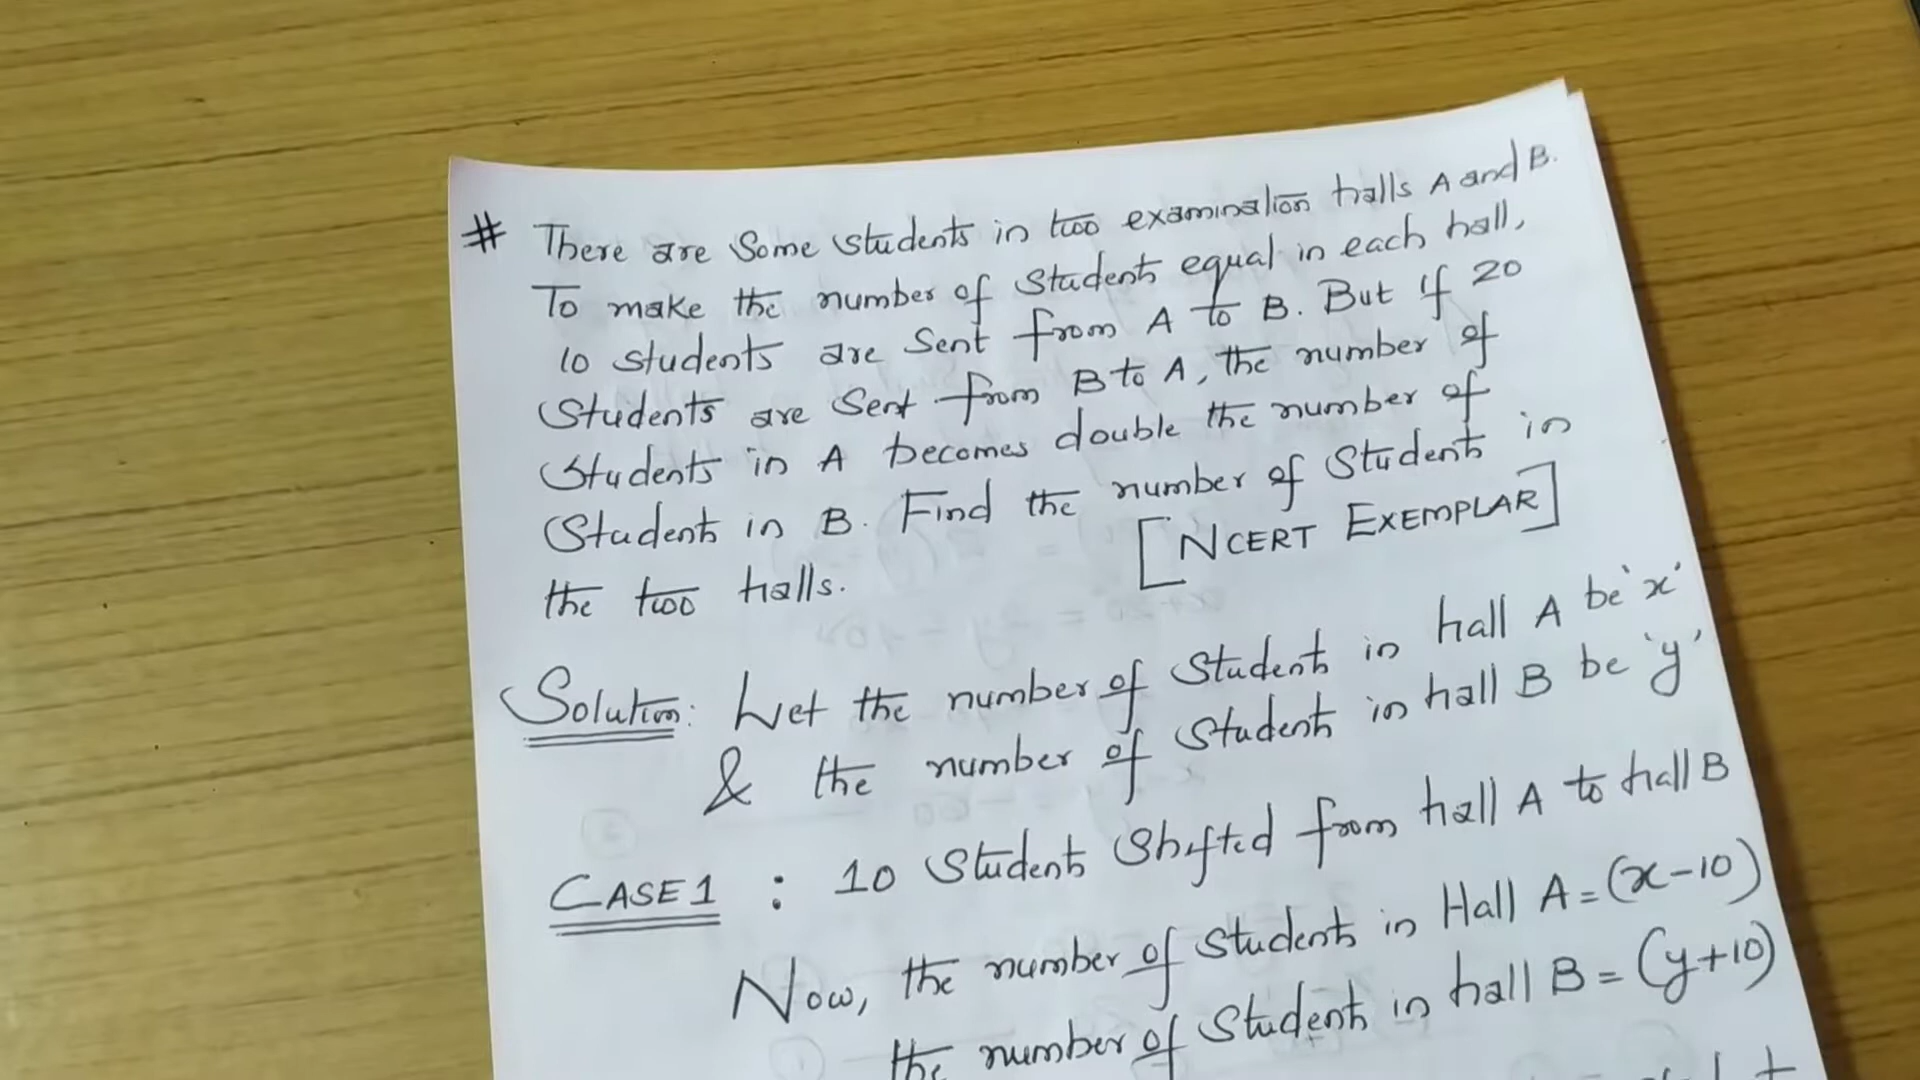 # There are Some students in two examination halls A and B.
To make the number of Students equal in each hall,
10 students are Sent from A to B. But if 20
Students are Sent from B to A, the number of
Students in A becomes double the number of
Students in B. Find the number of Students in
the two halls. [NCERT EXEMPLAR]
Solution: Let the number of Students in hall A be 'x'
& the number of Students in hall B be 'y'
CASE 1 : 10 Students Shifted from hall A to hall B
Now, the number of Students in Hall A = (x-10)
the number of Students in hall B = (y+10)